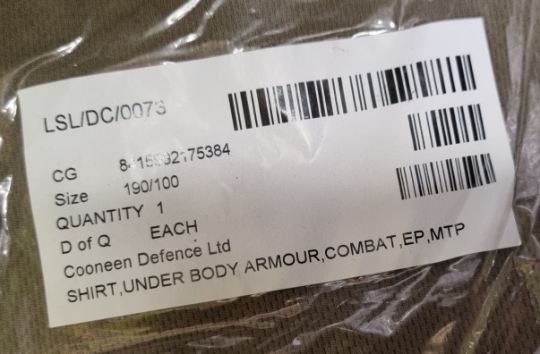 LSL/DC/0073
CG 8415992175384
Size 190/100
QUANTITY 1
D of Q EACH
Cooneen Defence Ltd
SHIRT,UNDER BODY ARMOUR,COMBAT,EP,MTP